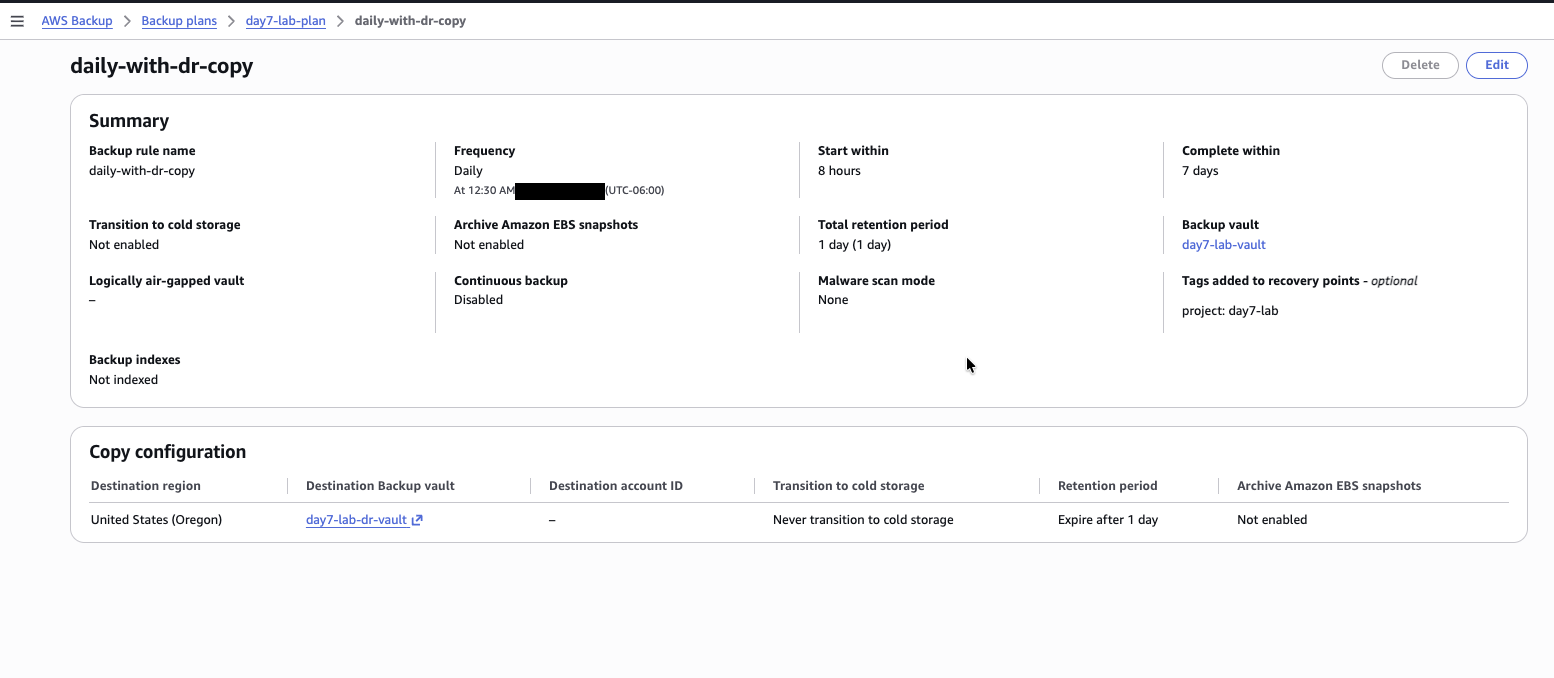 AWS Backup > Backup plans > day7-lab-plan > daily-with-dr-copy
daily-with-dr-copy
Delete
Edit
Summary
Backup rule name
daily-with-dr-copy
Frequency
Daily
At 12:30 AM (UTC-06:00)
Start within
8 hours
Complete within
7 days
Transition to cold storage
Not enabled
Archive Amazon EBS snapshots
Not enabled
Total retention period
1 day (1 day)
Backup vault
day7-lab-vault
Logically air-gapped vault
–
Continuous backup
Disabled
Malware scan mode
None
Tags added to recovery points - optional
project: day7-lab
Backup indexes
Not indexed
Copy configuration
Destination region Destination Backup vault Destination account ID Transition to cold storage Retention period Archive Amazon EBS snapshots
United States (Oregon) day7-lab-dr-vault – Never transition to cold storage Expire after 1 day Not enabled